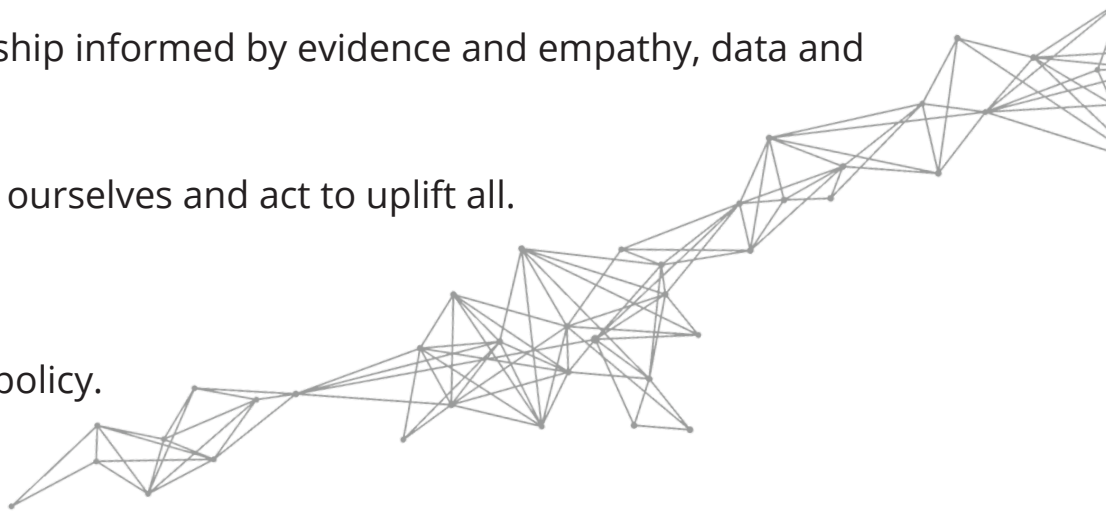 ship informed by evidence and empathy, data and
ourselves and act to uplift all.
policy.